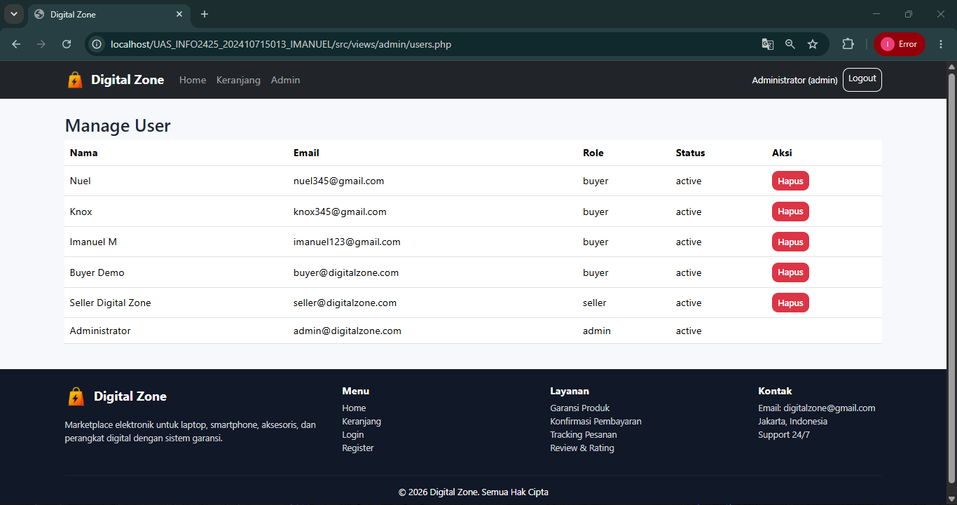 Digital Zone
localhost/UAS_INFO2425_202410715013_IMANUEL/src/views/admin/users.php
I Error
Digital Zone Home Keranjang Admin Administrator (admin) Logout
Manage User
Nama Email Role Status Aksi
Nuel nuel345@gmail.com buyer active Hapus
Knox knox345@gmail.com buyer active Hapus
Imanuel M imanuel123@gmail.com buyer active Hapus
Buyer Demo buyer@digitalzone.com buyer active Hapus
Seller Digital Zone seller@digitalzone.com seller active Hapus
Administrator admin@digitalzone.com admin active
Digital Zone
Marketplace elektronik untuk laptop, smartphone, aksesoris, dan
perangkat digital dengan sistem garansi.
Menu
Home
Keranjang
Login
Register
Layanan
Garansi Produk
Konfirmasi Pembayaran
Tracking Pesanan
Review & Rating
Kontak
Email: digitalzone@gmail.com
Jakarta, Indonesia
Support 24/7
© 2026 Digital Zone. Semua Hak Cipta